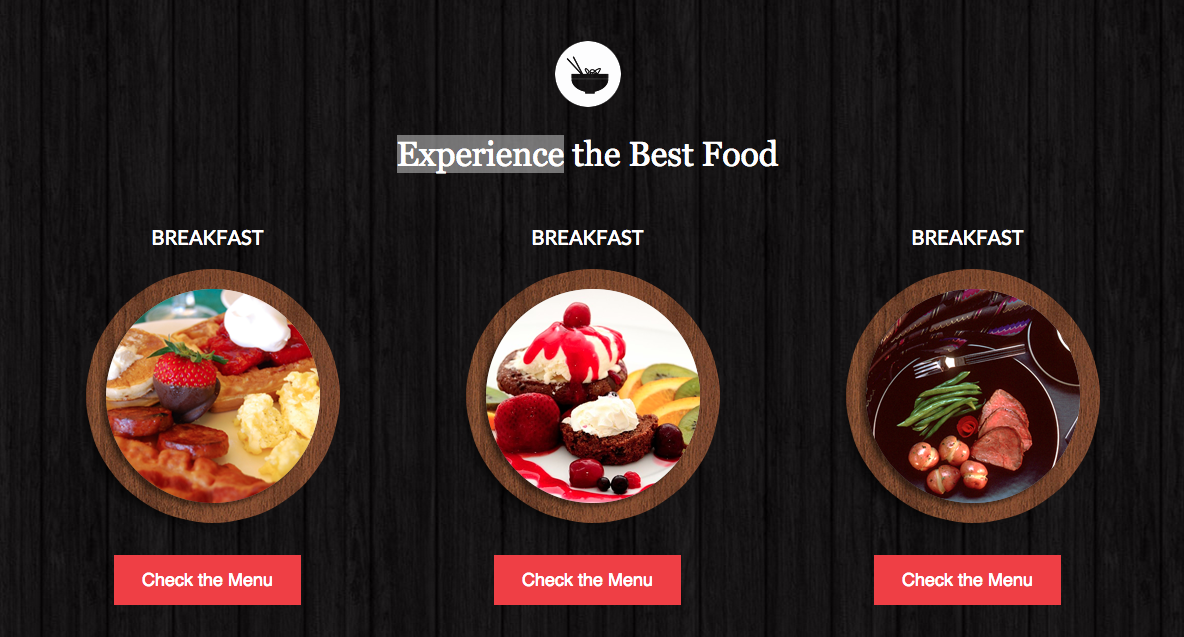 Experience the Best Food
BREAKFAST BREAKFAST BREAKFAST
Check the Menu Check the Menu Check the Menu